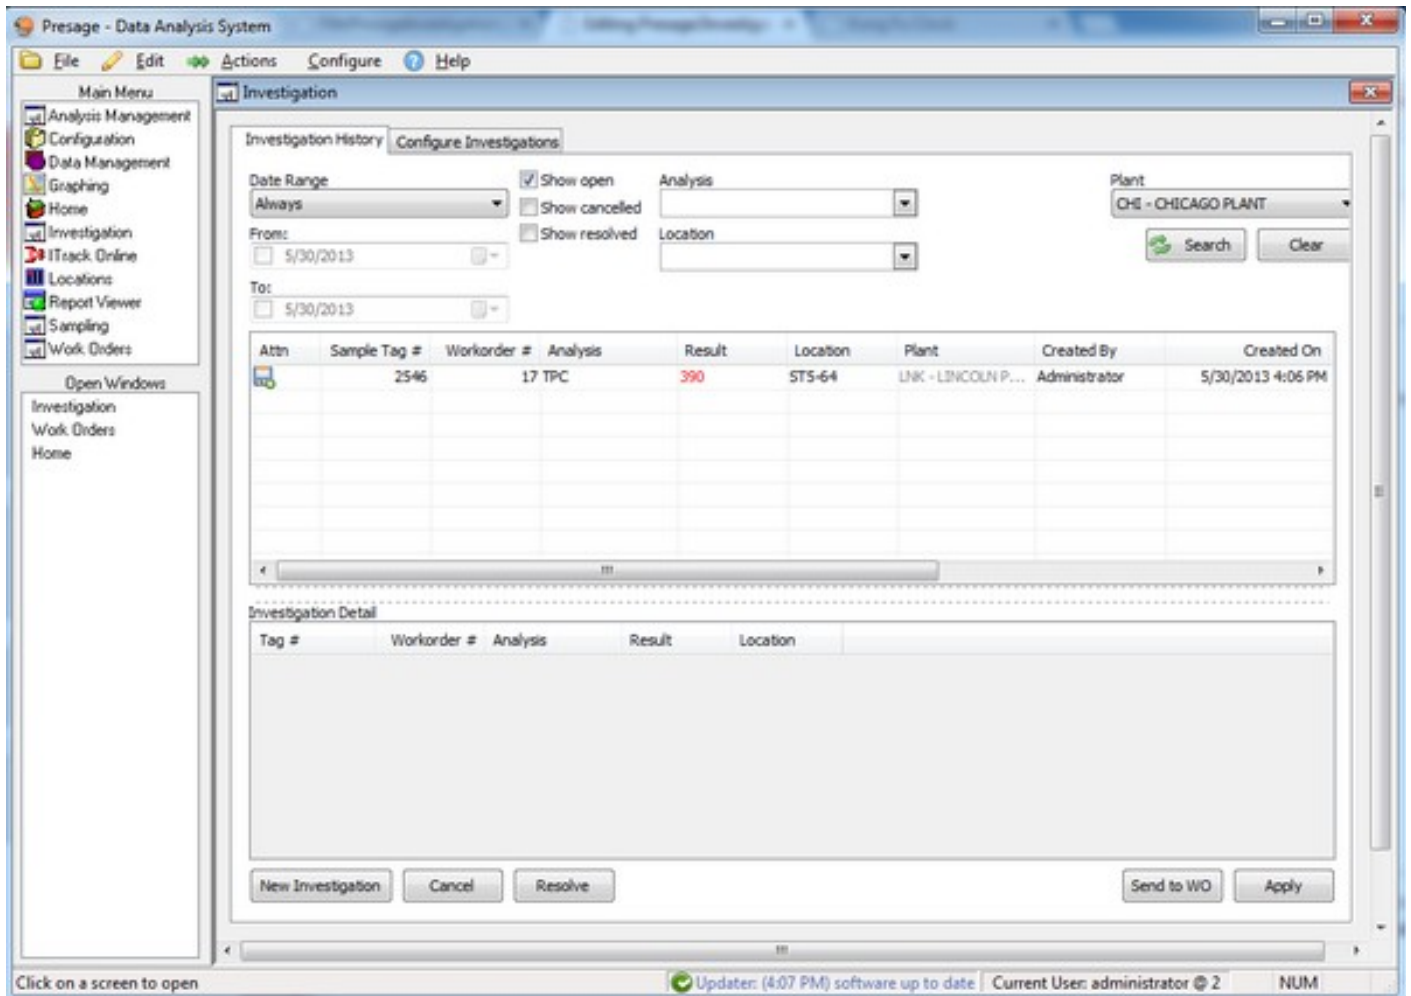 Presage - Data Analysis System
File Edit Actions Configure Help
Main Menu
Analysis Management
Configuration
Data Management
Graphing
Home
Investigation
ITrack Online
Locations
Report Viewer
Sampling
Work Orders
Open Windows
Investigation
Work Orders
Home
Investigation
Investigation History Configure Investigations
Date Range Show open Analysis Plant
Always Show cancelled CHI - CHICAGO PLANT
From: Show resolved Location
5/30/2013 Search Clear
To:
5/30/2013
Attn Sample Tag # Workorder # Analysis Result Location Plant Created By Created On
2546 17 TPC 390 STS-64 LNK - LINCOLN P... Administrator 5/30/2013 4:06 PM
Investigation Detail
Tag # Workorder # Analysis Result Location
New Investigation Cancel Resolve Send to WO Apply
Click on a screen to open Updater: (4:07 PM) software up to date Current User: administrator @ 2 NUM